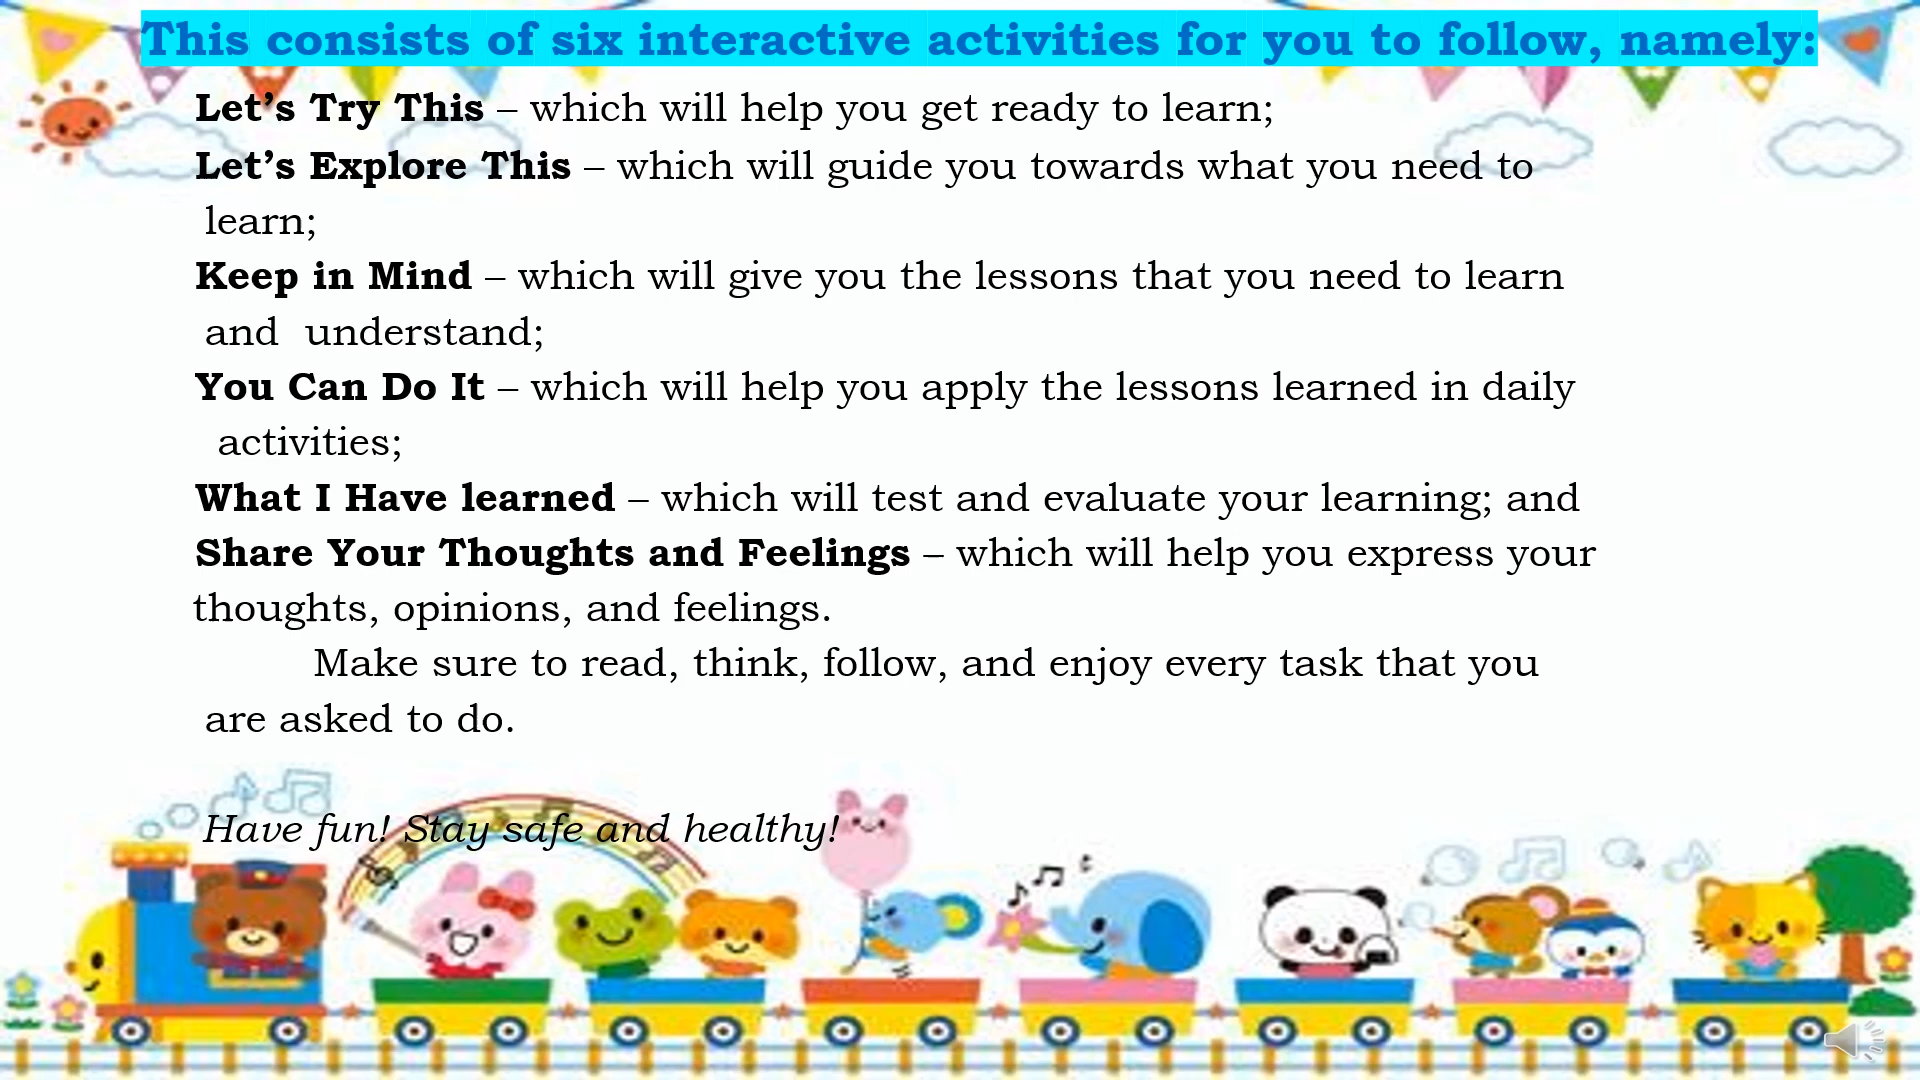 This consists of six interactive activities for you to follow, namely:
Let’s Try This – which will help you get ready to learn;
Let’s Explore This – which will guide you towards what you need to
learn;
Keep in Mind – which will give you the lessons that you need to learn
and understand;
You Can Do It – which will help you apply the lessons learned in daily
activities;
What I Have learned – which will test and evaluate your learning; and
Share Your Thoughts and Feelings – which will help you express your
thoughts, opinions, and feelings.
Make sure to read, think, follow, and enjoy every task that you
are asked to do.
Have fun! Stay safe and healthy!